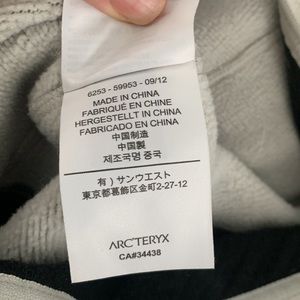 6253 - 59953 - 09/12
MADE IN CHINA
FABRIQUÉ EN CHINE
HERGESTELLT IN CHINA
FABRICADO EN CHINA
中国制造
中国製
제조국명 중국
有）サンウエスト
東京都葛飾区金町2-27-12
ARC'TERYX
CA#34438